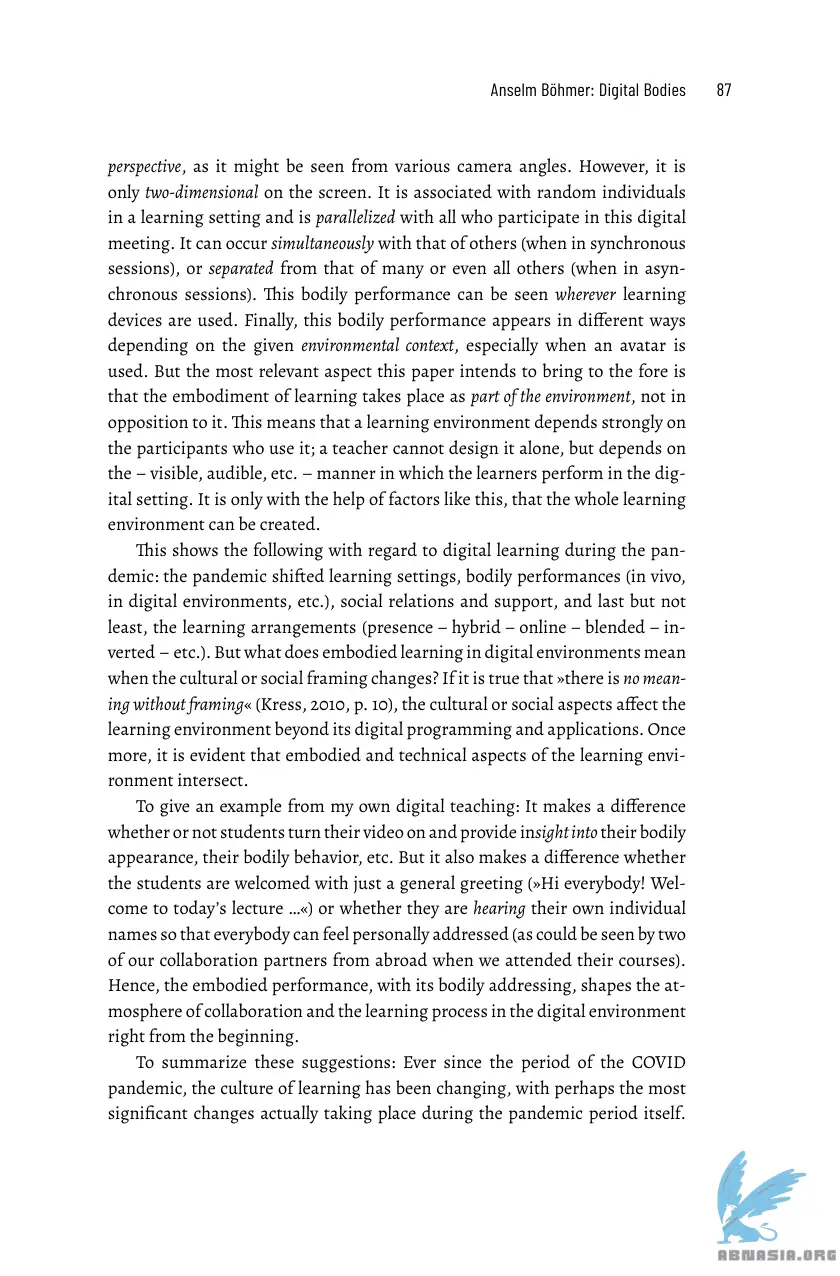 Anselm Böhmer: Digital Bodies 87
perspective, as it might be seen from various camera angles. However, it is
only two-dimensional on the screen. It is associated with random individuals
in a learning setting and is parallelized with all who participate in this digital
meeting. It can occur simultaneously with that of others (when in synchronous
sessions), or separated from that of many or even all others (when in asyn-
chronous sessions). This bodily performance can be seen wherever learning
devices are used. Finally, this bodily performance appears in different ways
depending on the given environmental context, especially when an avatar is
used. But the most relevant aspect this paper intends to bring to the fore is
that the embodiment of learning takes place as part of the environment, not in
opposition to it. This means that a learning environment depends strongly on
the participants who use it; a teacher cannot design it alone, but depends on
the – visible, audible, etc. – manner in which the learners perform in the dig-
ital setting. It is only with the help of factors like this, that the whole learning
environment can be created.
This shows the following with regard to digital learning during the pan-
demic: the pandemic shifted learning settings, bodily performances (in vivo,
in digital environments, etc.), social relations and support, and last but not
least, the learning arrangements (presence – hybrid – online – blended – in-
verted – etc.). But what does embodied learning in digital environments mean
when the cultural or social framing changes? If it is true that »there is no mean-
ing without framing« (Kress, 2010, p. 10), the cultural or social aspects affect the
learning environment beyond its digital programming and applications. Once
more, it is evident that embodied and technical aspects of the learning envi-
ronment intersect.
To give an example from my own digital teaching: It makes a difference
whether or not students turn their video on and provide insight into their bodily
appearance, their bodily behavior, etc. But it also makes a difference whether
the students are welcomed with just a general greeting (»Hi everybody! Wel-
come to today’s lecture …«) or whether they are hearing their own individual
names so that everybody can feel personally addressed (as could be seen by two
of our collaboration partners from abroad when we attended their courses).
Hence, the embodied performance, with its bodily addressing, shapes the at-
mosphere of collaboration and the learning process in the digital environment
right from the beginning.
To summarize these suggestions: Ever since the period of the COVID
pandemic, the culture of learning has been changing, with perhaps the most
significant changes actually taking place during the pandemic period itself.
ABNASIA.ORG